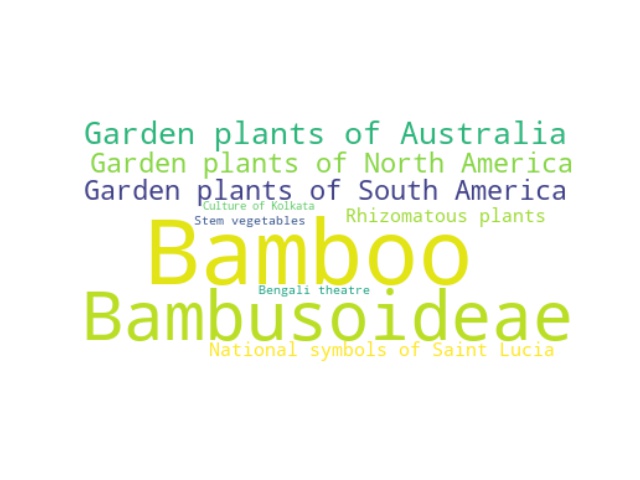 Garden plants of Australia
Garden plants of North America
Garden plants of South America
Culture of Kolkata
Rhizomatous plants
Stem vegetables
Bamboo
Bengali theatre
Bambusoideae
National symbols of Saint Lucia